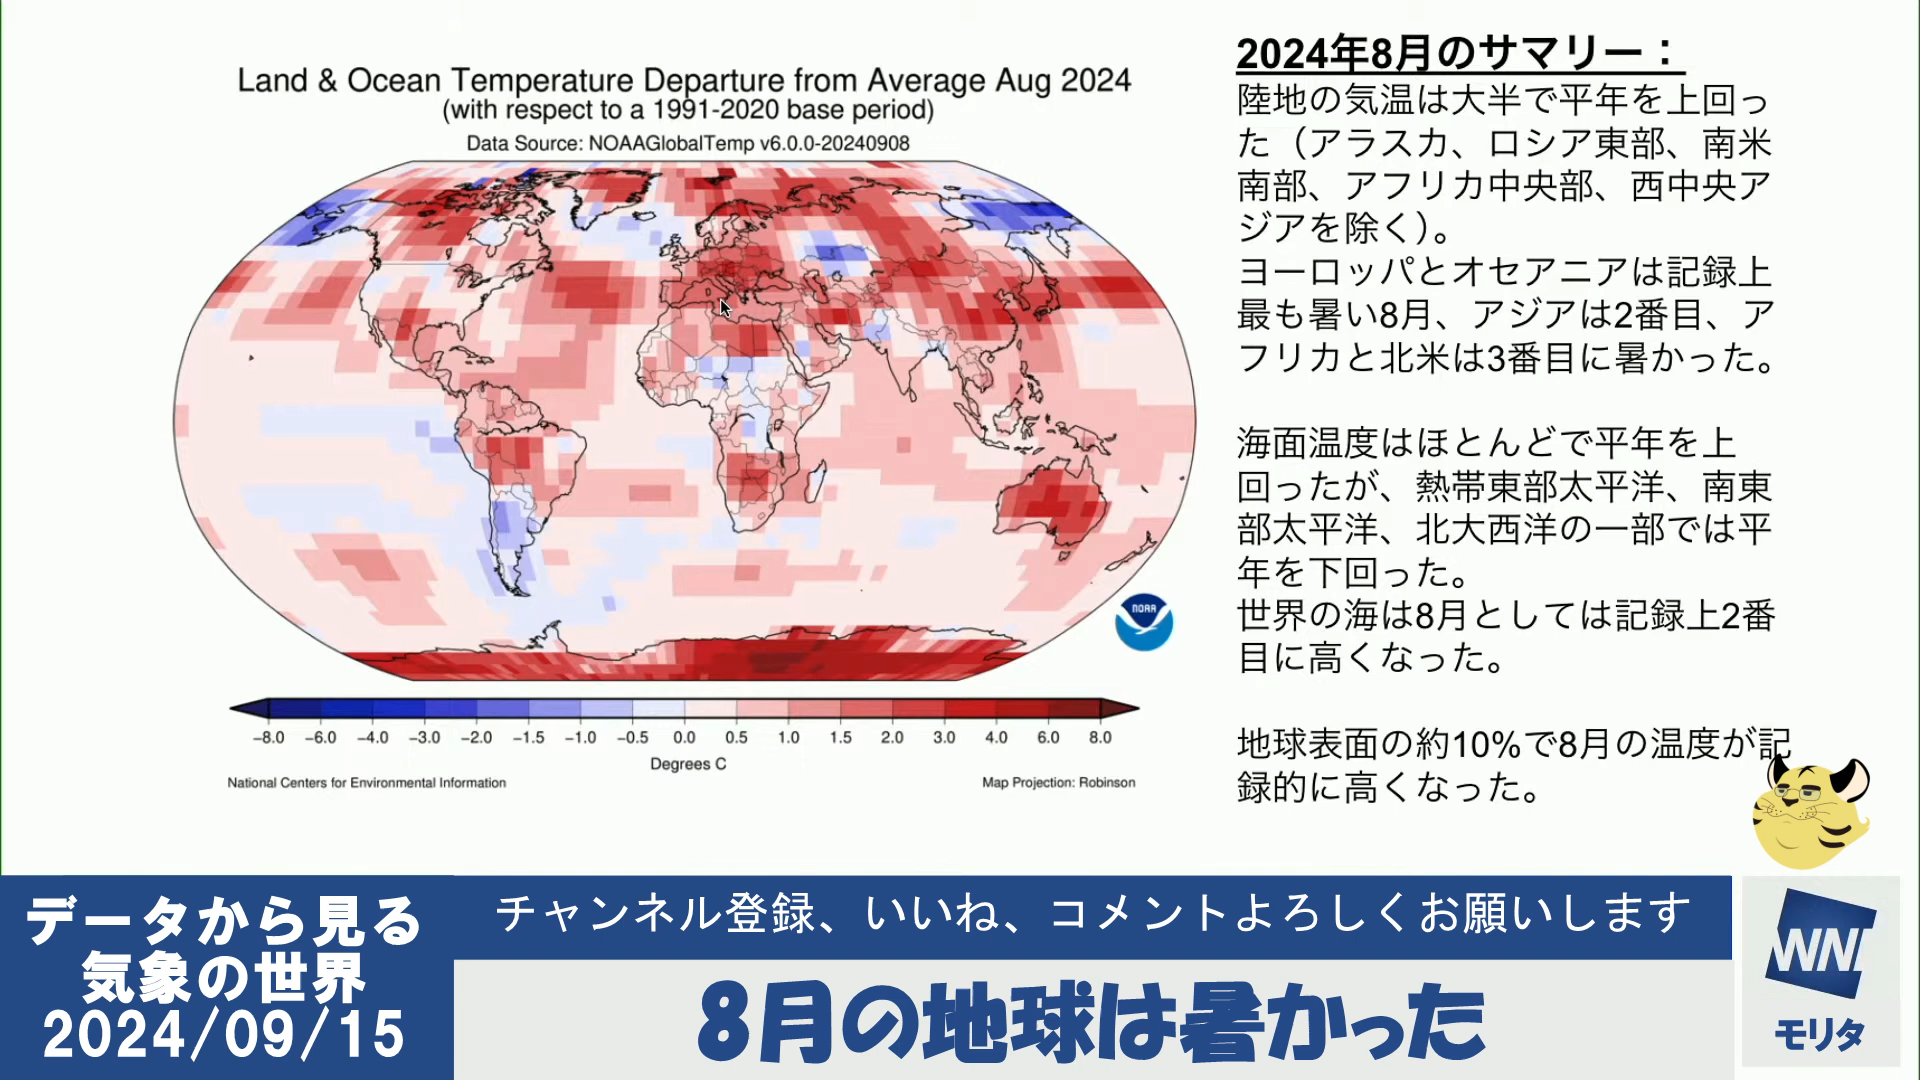 Land & Ocean Temperature Departure from Average Aug 2024
(with respect to a 1991-2020 base period)
Data Source: NOAAGlobalTemp v6.0.0-20240908
NOAA
−8.0 −6.0 −4.0 −3.0 −2.0 −1.5 −1.0 −0.5 0.0 0.5 1.0 1.5 2.0 3.0 4.0 6.0 8.0
Degrees C
National Centers for Environmental Information
Map Projection: Robinson
2024年8月のサマリー：
陸地の気温は大半で平年を上回っ
た（アラスカ、ロシア東部、南米
南部、アフリカ中央部、西中央ア
ジアを除く）。
ヨーロッパとオセアニアは記録上
最も暑い8月、アジアは2番目、ア
フリカと北米は3番目に暑かった。
海面温度はほとんどで平年を上
回ったが、熱帯東部太平洋、南東
部太平洋、北大西洋の一部では平
年を下回った。
世界の海は8月としては記録上2番
目に高くなった。
地球表面の約10%で8月の温度が記
録的に高くなった。
データから見る
気象の世界
2024/09/15
チャンネル登録、いいね、コメントよろしくお願いします
8月の地球は暑かった
WNI
モリタ